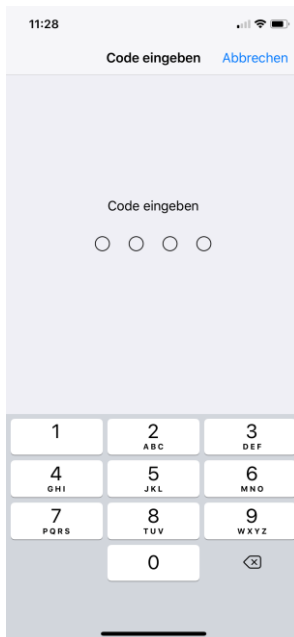 11:28
Code eingeben Abbrechen
Code eingeben
1 2 3
ABC DEF
4 5 6
GHI JKL MNO
7 8 9
PQRS TUV WXYZ
0